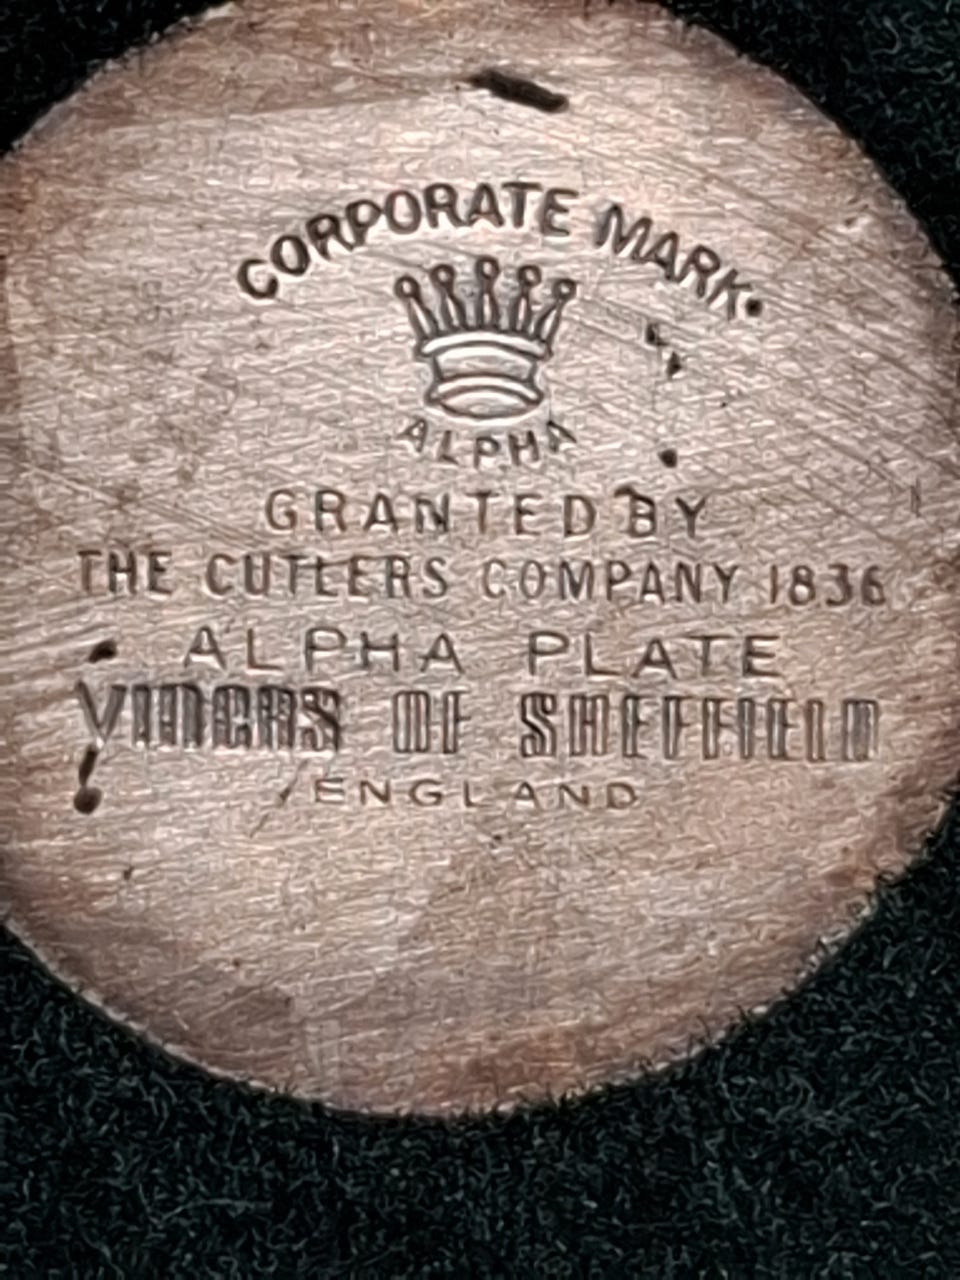 CORPORATE MARK.
ALPHA
GRANTED BY
THE CUTLERS COMPANY 1836
ALPHA PLATE
VINERS OF SHEFFIELD
ENGLAND